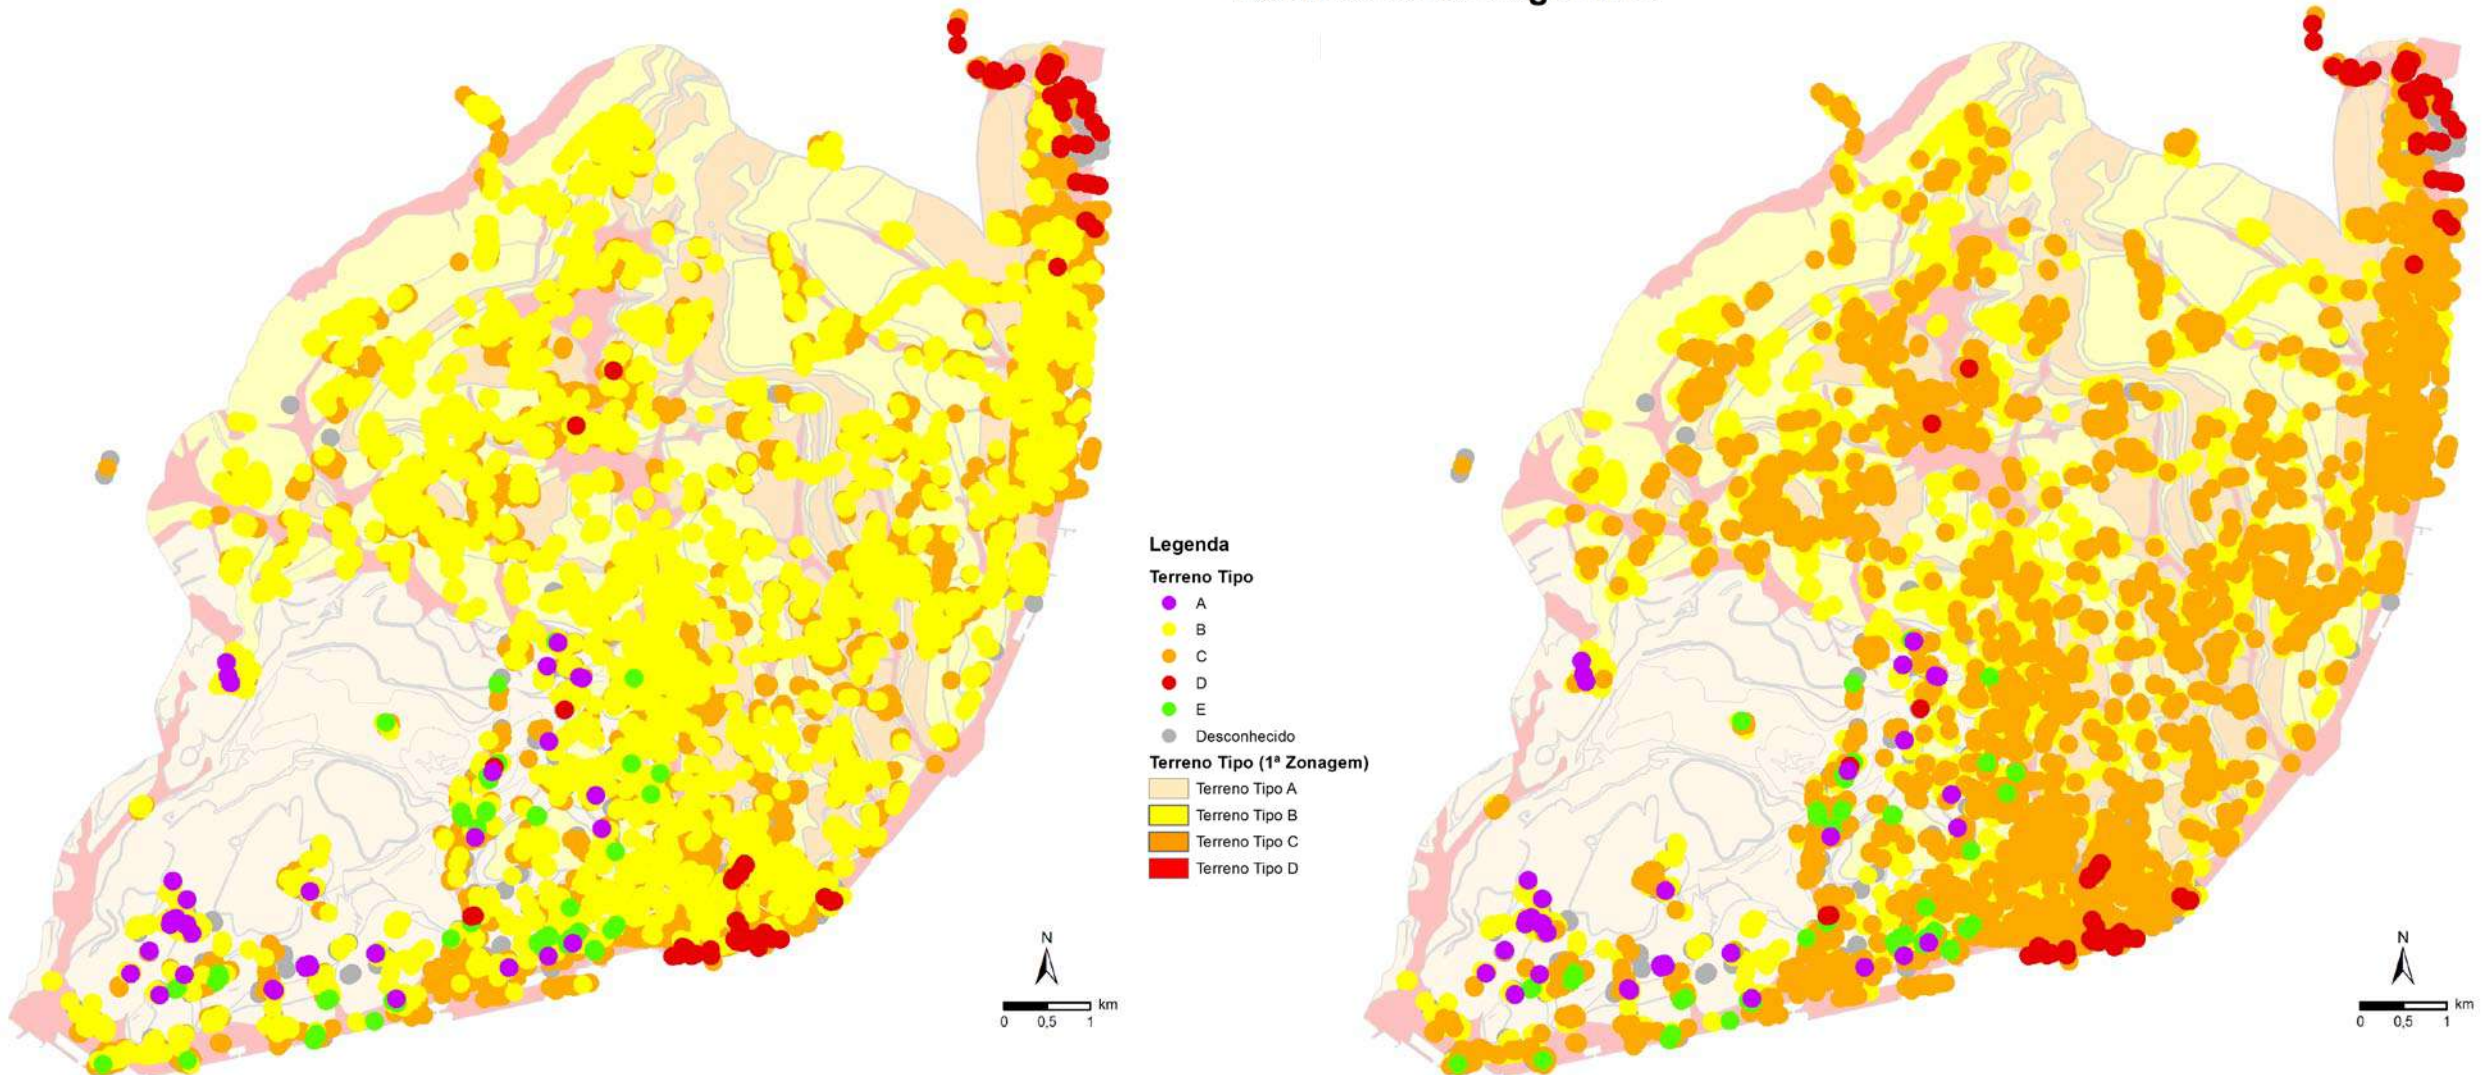 Legenda
Terreno Tipo
A
B
C
D
E
Desconhecido
Terreno Tipo (1ª Zonagem)
Terreno Tipo A
Terreno Tipo B
Terreno Tipo C
Terreno Tipo D
N
km
0 0,5 1
N
km
0 0,5 1